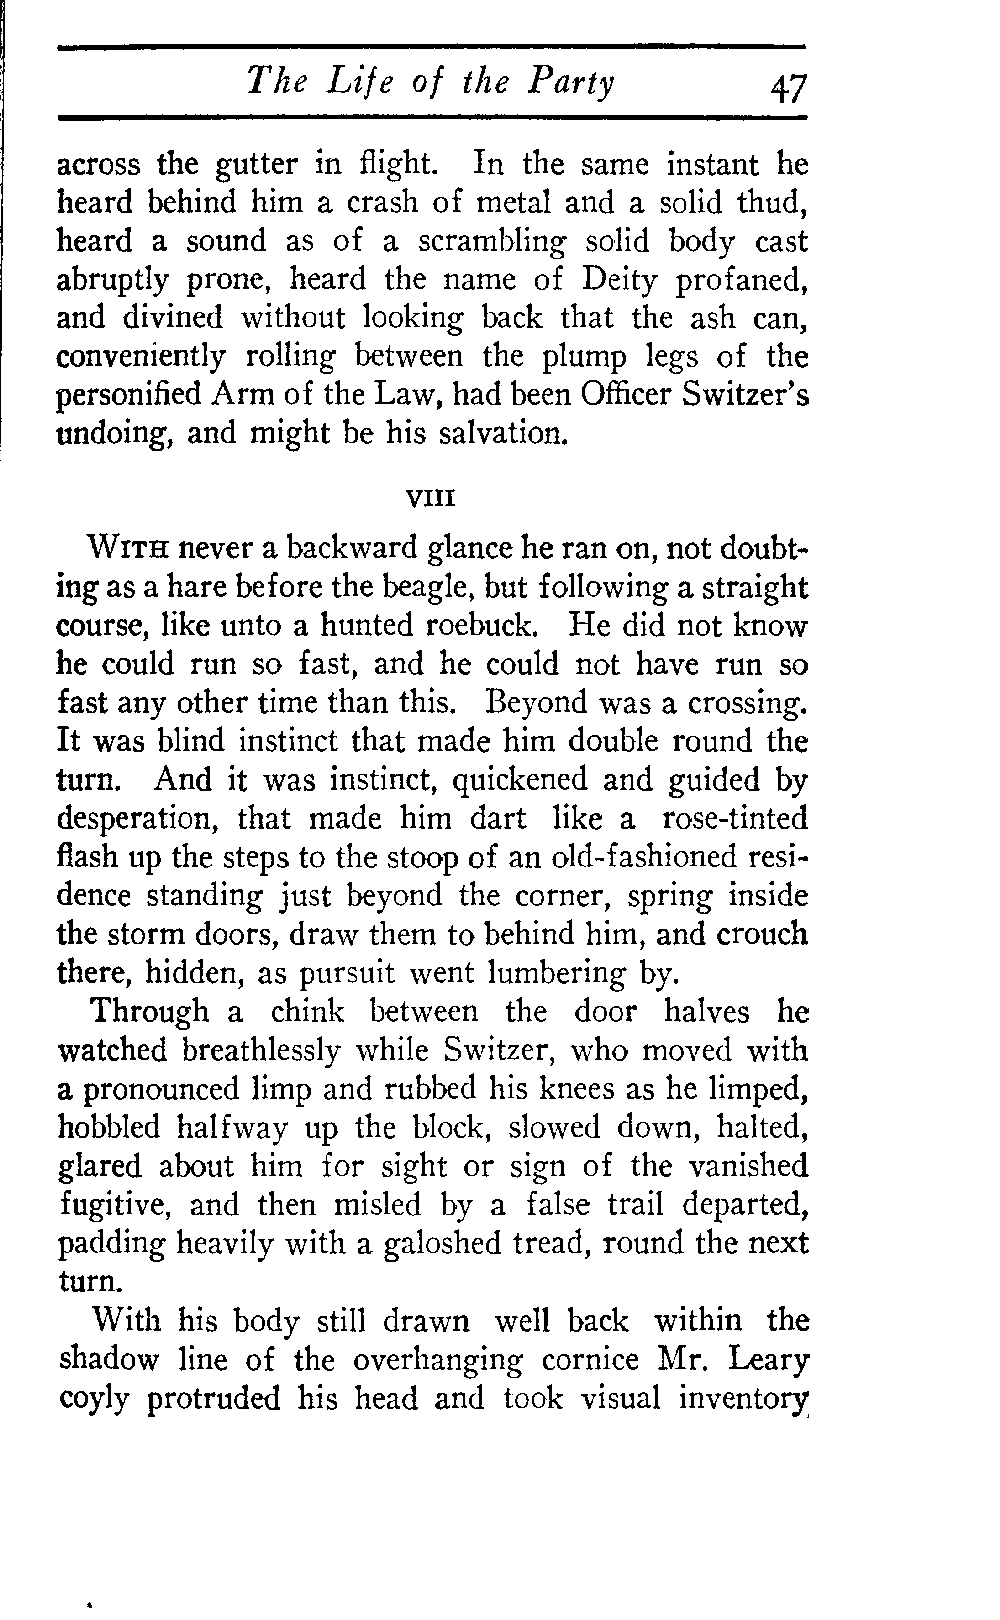 The Life of the Party 47
across the gutter in flight. In the same instant he
heard behind him a crash of metal and a solid thud,
heard a sound as of a scrambling solid body cast
abruptly prone, heard the name of Deity profaned,
and divined without looking back that the ash can,
conveniently rolling between the plump legs of the
personified Arm of the Law, had been Officer Switzer's
undoing, and might be his salvation.
VIII
WITH never a backward glance he ran on, not doubt-
ing as a hare before the beagle, but following a straight
course, like unto a hunted roebuck. He did not know
he could run so fast, and he could not have run so
fast any other time than this. Beyond was a crossing.
It was blind instinct that made him double round the
turn. And it was instinct, quickened and guided by
desperation, that made him dart like a rose-tinted
flash up the steps to the stoop of an old-fashioned resi-
dence standing just beyond the corner, spring inside
the storm doors, draw them to behind him, and crouch
there, hidden, as pursuit went lumbering by.
Through a chink between the door halves he
watched breathlessly while Switzer, who moved with
a pronounced limp and rubbed his knees as he limped,
hobbled halfway up the block, slowed down, halted,
glared about him for sight or sign of the vanished
fugitive, and then misled by a false trail departed,
padding heavily with a galoshed tread, round the next
turn.
With his body still drawn well back within the
shadow line of the overhanging cornice Mr. Leary
coyly protruded his head and took visual inventory